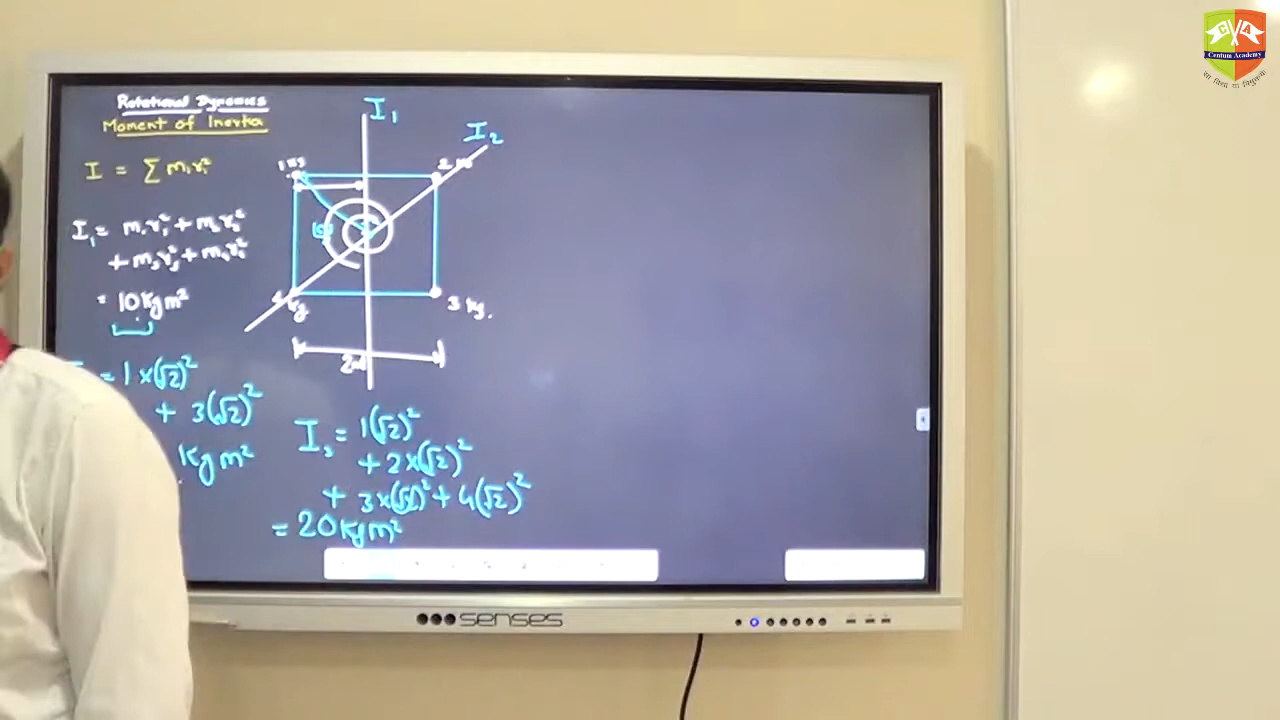 Rotational Dynamics
Moment of Inertia
I = Σ mᵢrᵢ²
I₁ = m₁r₁² + m₂r₂²
+ m₃r₃² + m₄r₄²
= 10 kg m²
= 1 × (√2)²
+ 3(√2)²
kg m²
I₁
I₂
1 kg
3 kg.
2m
I₃ = 1(√2)²
+ 2×(√2)²
+ 3×(√2)² + 4(√2)²
= 20 kg m²
senses
C A
Centum Academy